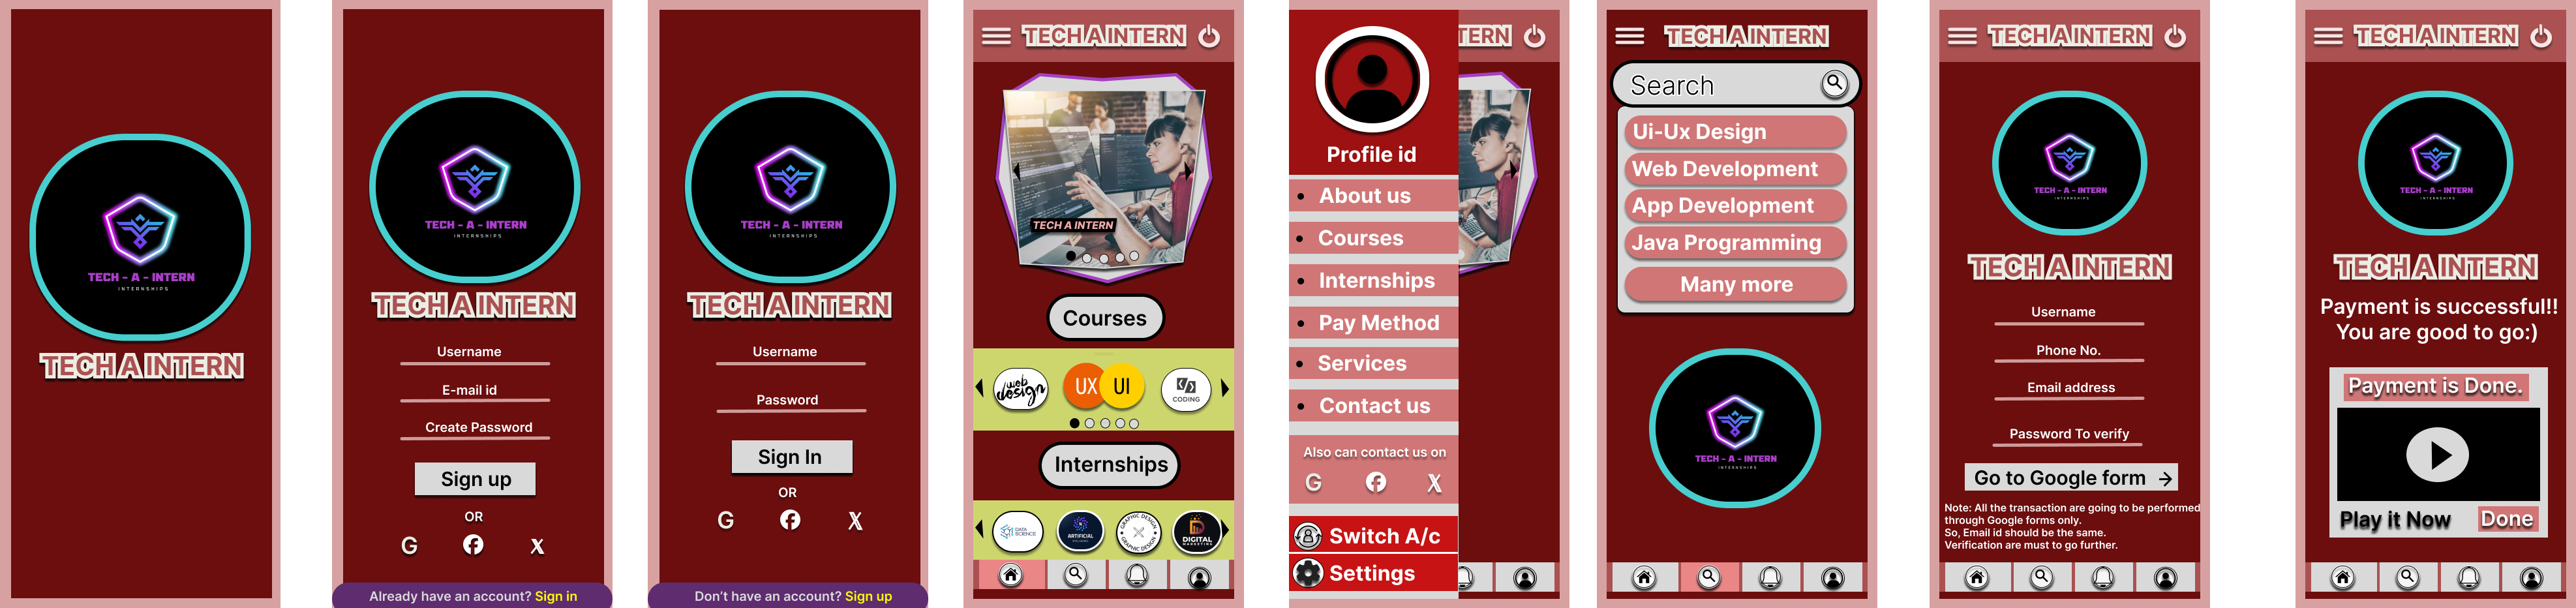 TECH - A - INTERN
INTERNSHIPS
TECH A INTERN
TECH - A - INTERN
INTERNSHIPS
TECH A INTERN
Username
E-mail id
Create Password
Sign up
OR
G
X
Already have an account? Sign in
TECH - A - INTERN
INTERNSHIPS
TECH A INTERN
Username
Password
Sign In
OR
G
X
Don't have an account? Sign up
TECH A INTERN
TECH A INTERN
Courses
web design
UX UI
CODING
Internships
DATA SCIENCE
ARTIFICIAL
GRAPHIC DESIGN
GRAPHIC DESIGN
DIGITAL
MARKETING
TERN
Profile id
• About us
• Courses
• Internships
• Pay Method
• Services
• Contact us
Also can contact us on
G
X
Switch A/c
Settings
TECH A INTERN
Search
Ui-Ux Design
Web Development
App Development
Java Programming
Many more
TECH - A - INTERN
INTERNSHIPS
TECH A INTERN
TECH - A - INTERN
INTERNSHIPS
TECH A INTERN
Username
Phone No.
Email address
Password To verify
Go to Google form →
Note: All the transaction are going to be performed
through Google forms only.
So, Email id should be the same.
Verification are must to go further.
TECH A INTERN
TECH - A - INTERN
INTERNSHIPS
TECH A INTERN
Payment is successful!!
You are good to go:)
Payment is Done.
Play it Now
Done